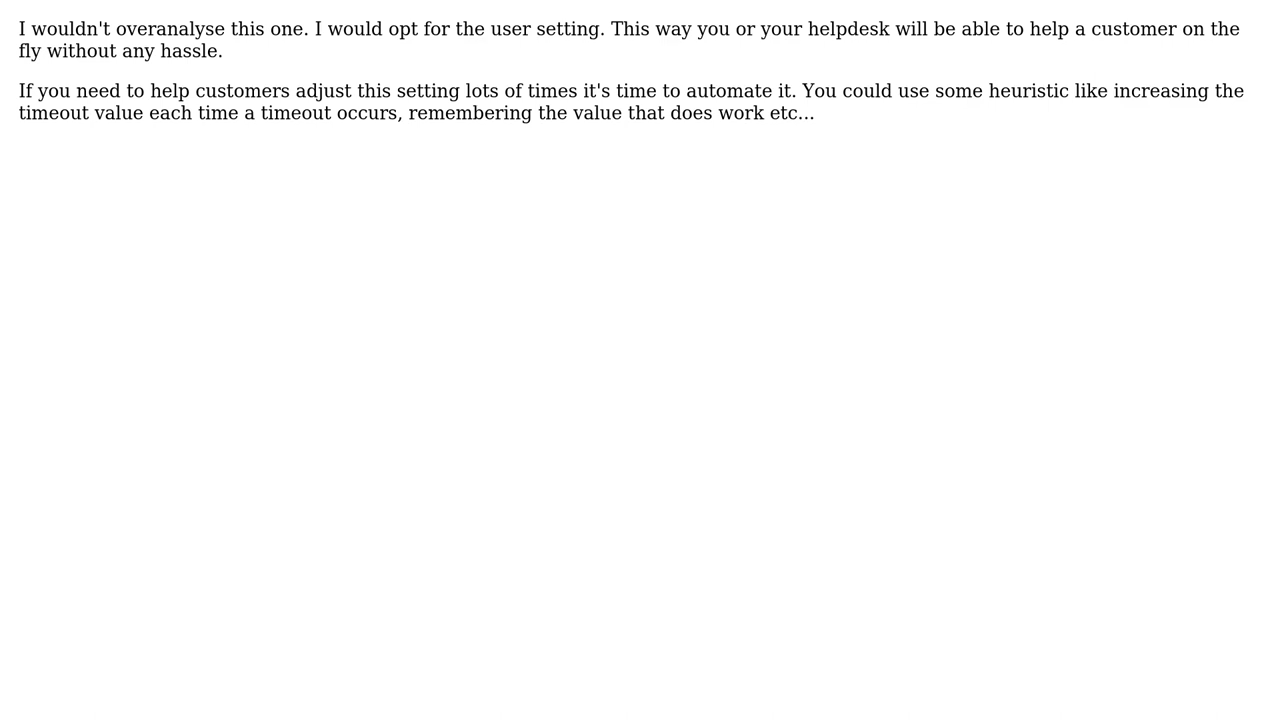 I wouldn't overanalyse this one. I would opt for the user setting. This way you or your helpdesk will be able to help a customer on the
fly without any hassle.
If you need to help customers adjust this setting lots of times it's time to automate it. You could use some heuristic like increasing the
timeout value each time a timeout occurs, remembering the value that does work etc...